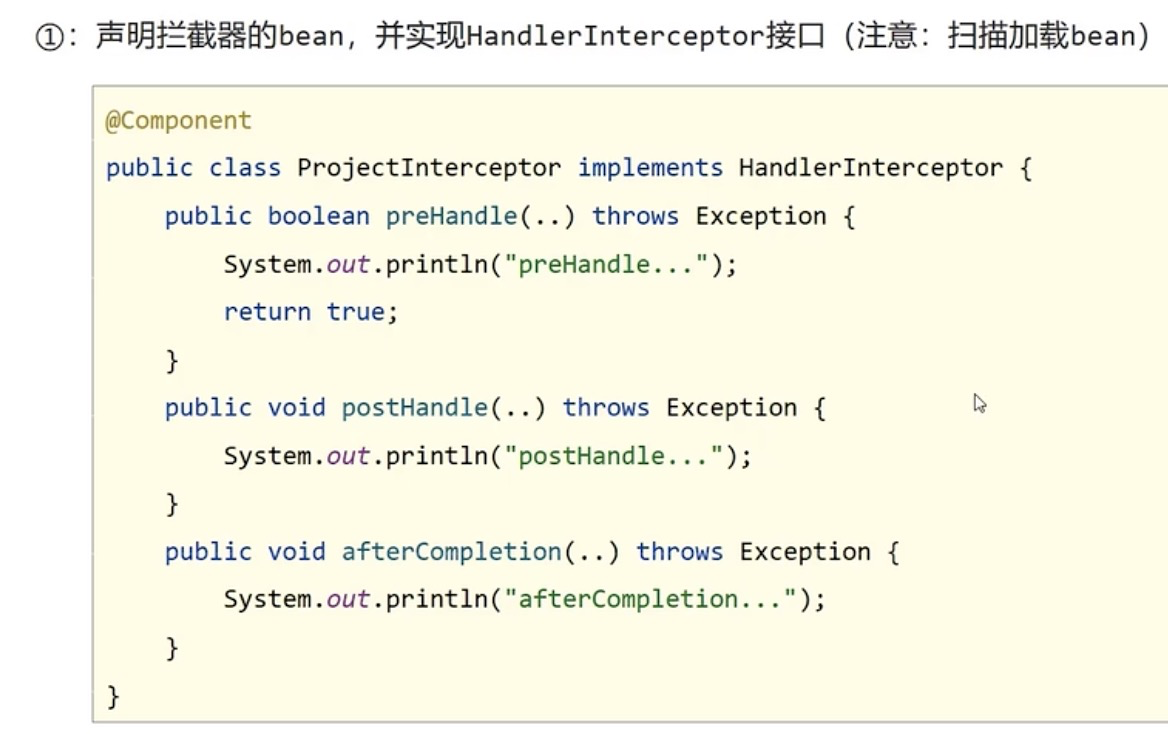 ①：声明拦截器的bean，并实现HandlerInterceptor接口（注意：扫描加载bean）
@Component
public class ProjectInterceptor implements HandlerInterceptor {
    public boolean preHandle(..) throws Exception {
        System.out.println("preHandle...");
        return true;
    }
    public void postHandle(..) throws Exception {
        System.out.println("postHandle...");
    }
    public void afterCompletion(..) throws Exception {
        System.out.println("afterCompletion...");
    }
}